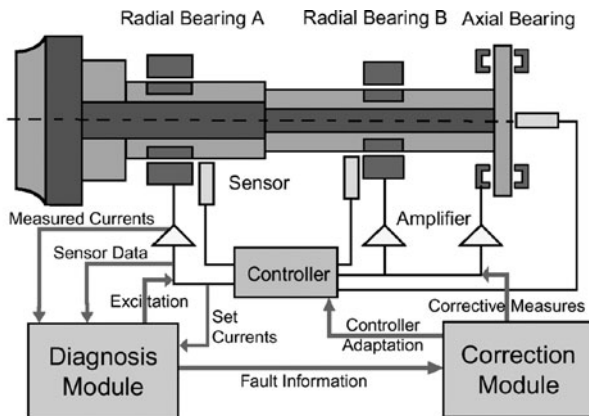 Radial Bearing A
Radial Bearing B
Axial Bearing
Sensor
Measured Currents
Amplifier
Sensor Data
Controller
Exciitation
Set
Currents
Corrective Measures
Controller
Adaptation
Diagnosis
Module
Fault Information
Correction
Module